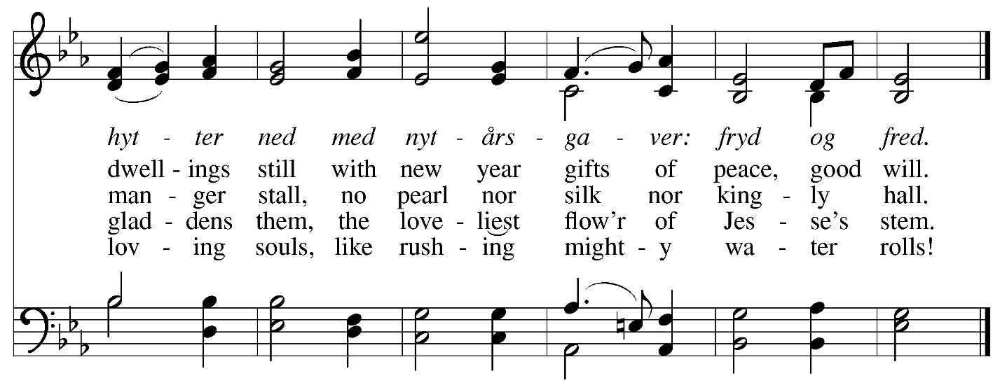 hyt - ter ned med nyt - års - ga - ver: fryd og fred.
dwell - ings still with new year gifts of peace, good will.
man - ger stall, no pearl nor silk nor king - ly hall.
glad - dens them, the love - liest flow'r of Jes - se's stem.
lov - ing souls, like rush - ing might - y wa - ter rolls!